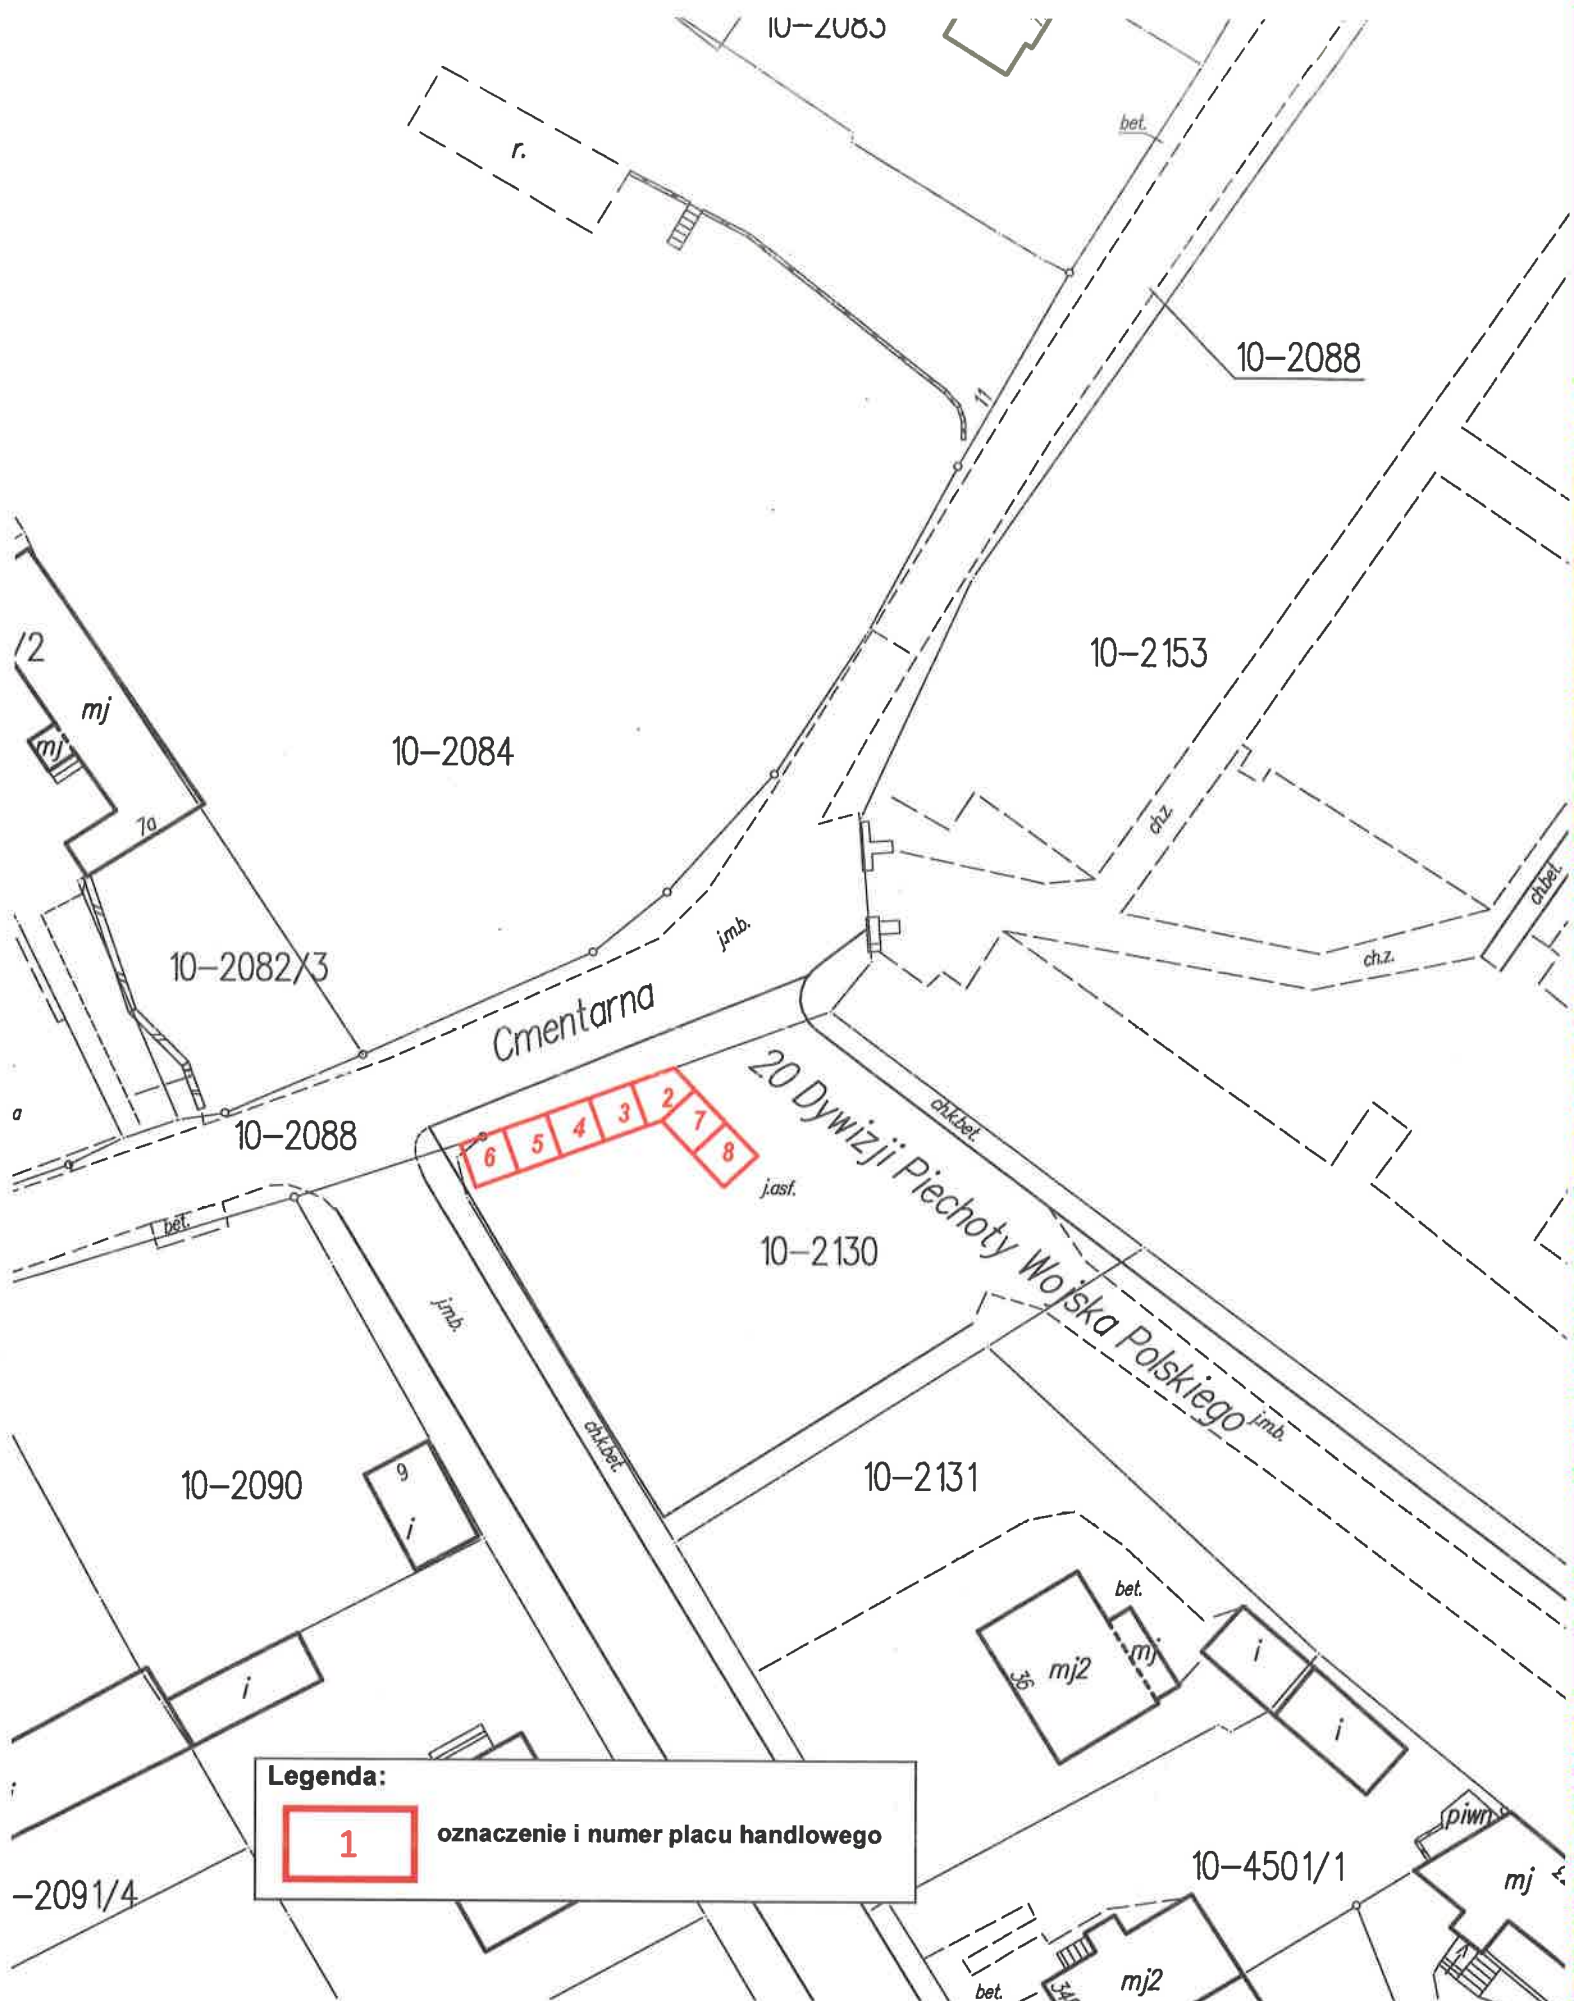 10-2083
bet.
r.
10-2088
11
/2
mj
10-2153
mj
10-2084
7a
ch.z.
ch.bet.
j.m.b.
10-2082/3
ch.z.
Cmentarna
a
20 Dywizji Piechoty Wojska Polskiego
ch.k.bet.
10-2088
2
3
4
5
6
7
8
j.asf.
bet.
10-2130
j.m.b.
j.m.b.
ch.k.bet.
9
10-2090
i
10-2131
bet.
i
mj2
mj
36
i
i
Legenda:
1
oznaczenie i numer placu handlowego
piwn
10-4501/1
mj
-2091/4
mj2
bet.